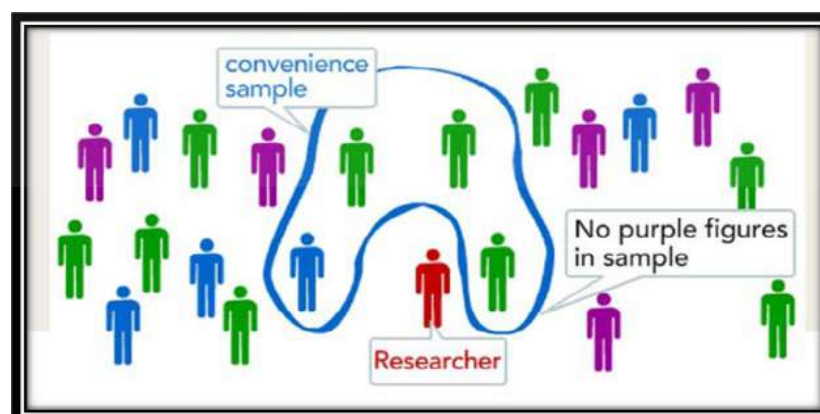 convenience
sample
No purple figures
in sample
Researcher